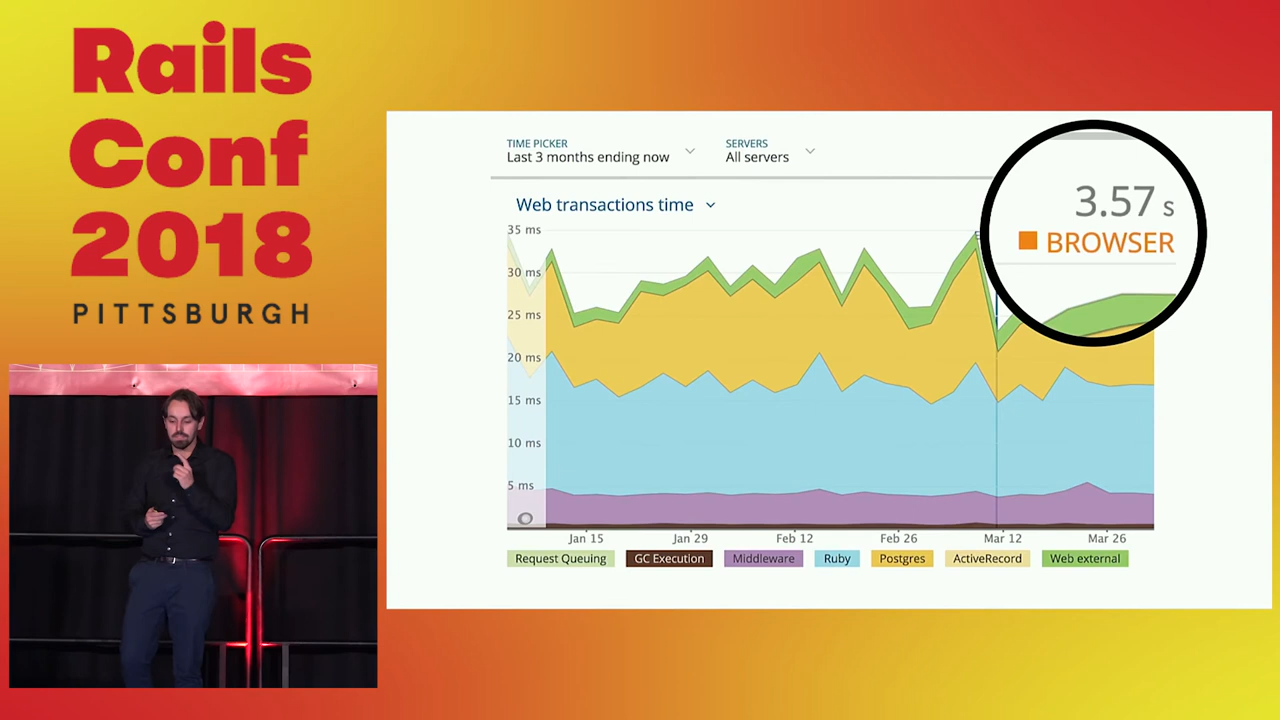 Rails
Conf
2018
PITTSBURGH
TIME PICKER
Last 3 months ending now
SERVERS
All servers
Web transactions time
3.57 s
BROWSER
35 ms
30 ms
25 ms
20 ms
15 ms
10 ms
5 ms
Jan 15
Jan 29
Feb 12
Feb 26
Mar 12
Mar 26
Request Queuing
GC Execution
Middleware
Ruby
Postgres
ActiveRecord
Web external